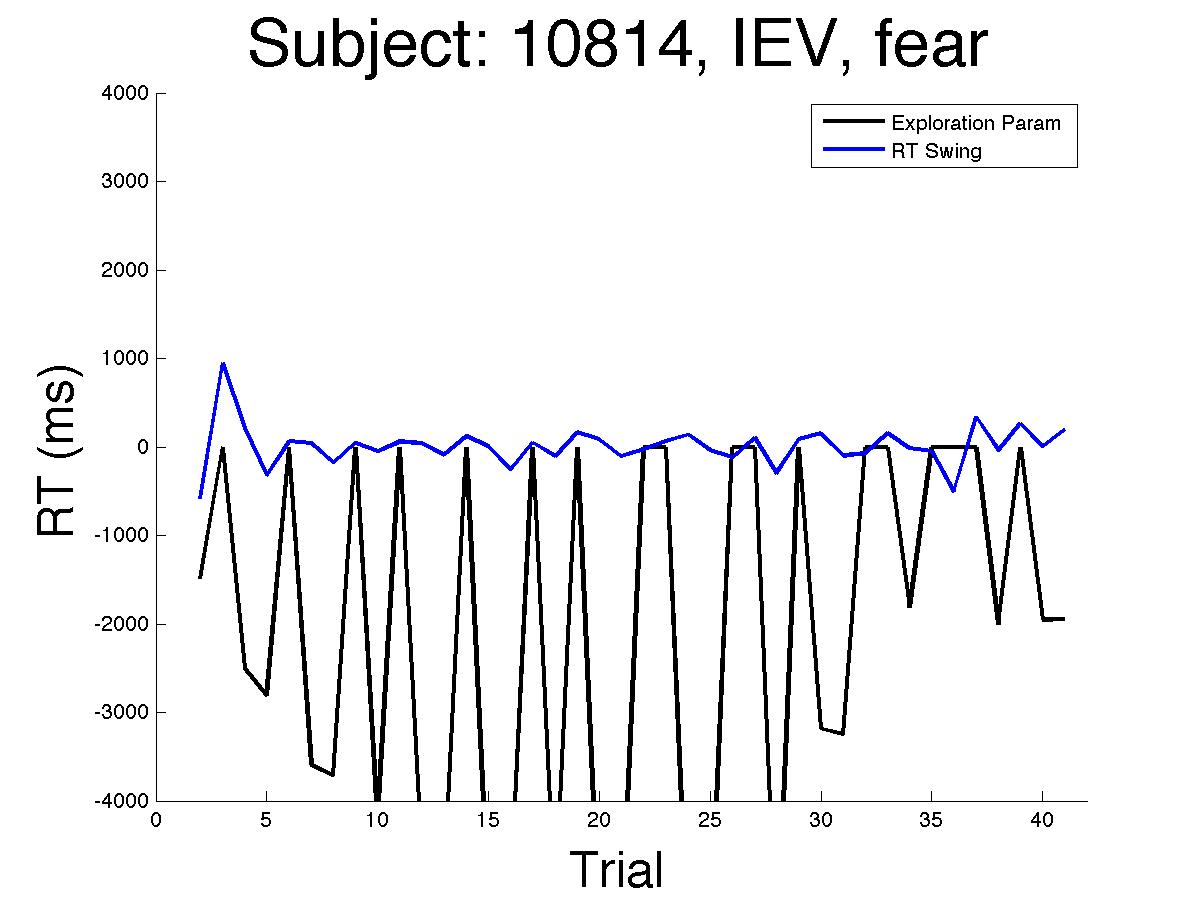 Subject: 10814, IEV, fear
4000
3000
2000
1000
0
-1000
-2000
-3000
-4000
RT (ms)
Exploration Param
RT Swing
0 5 10 15 20 25 30 35 40
Trial